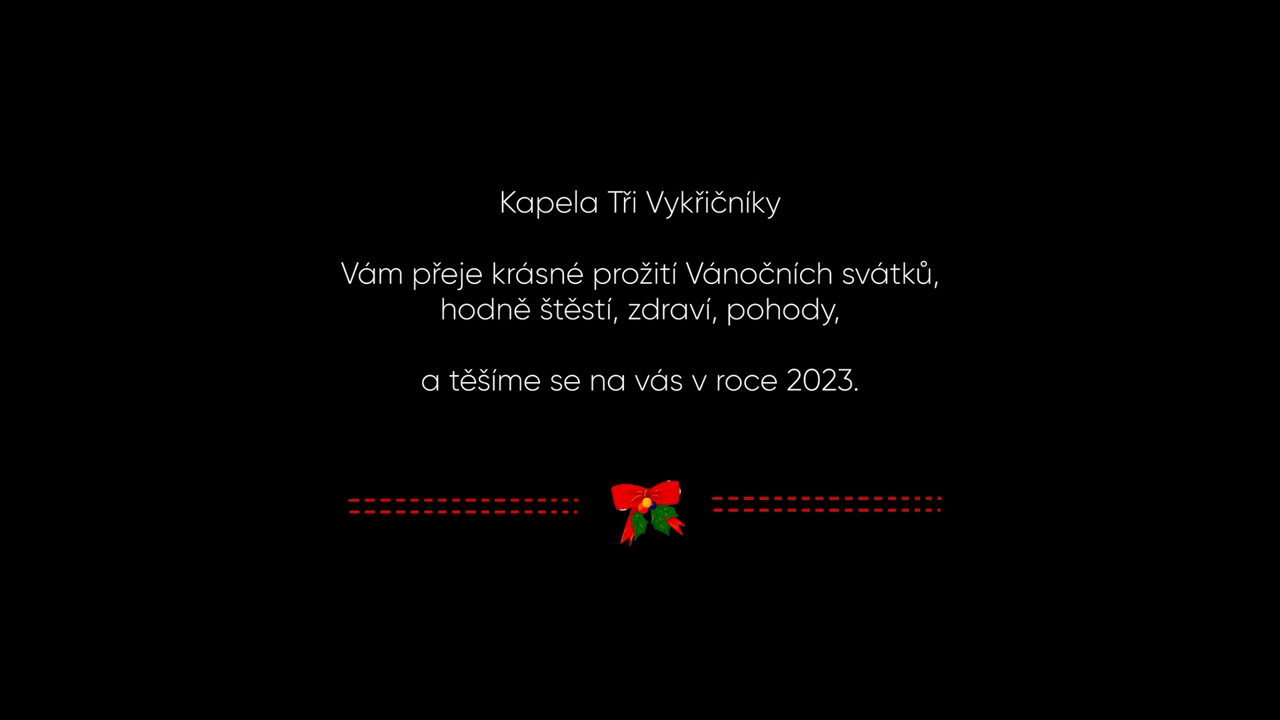 Kapela Tři Vykřičníky
Vám přeje krásné prožití Vánočních svátků,
hodně štěstí, zdraví, pohody,
a těšíme se na vás v roce 2023.